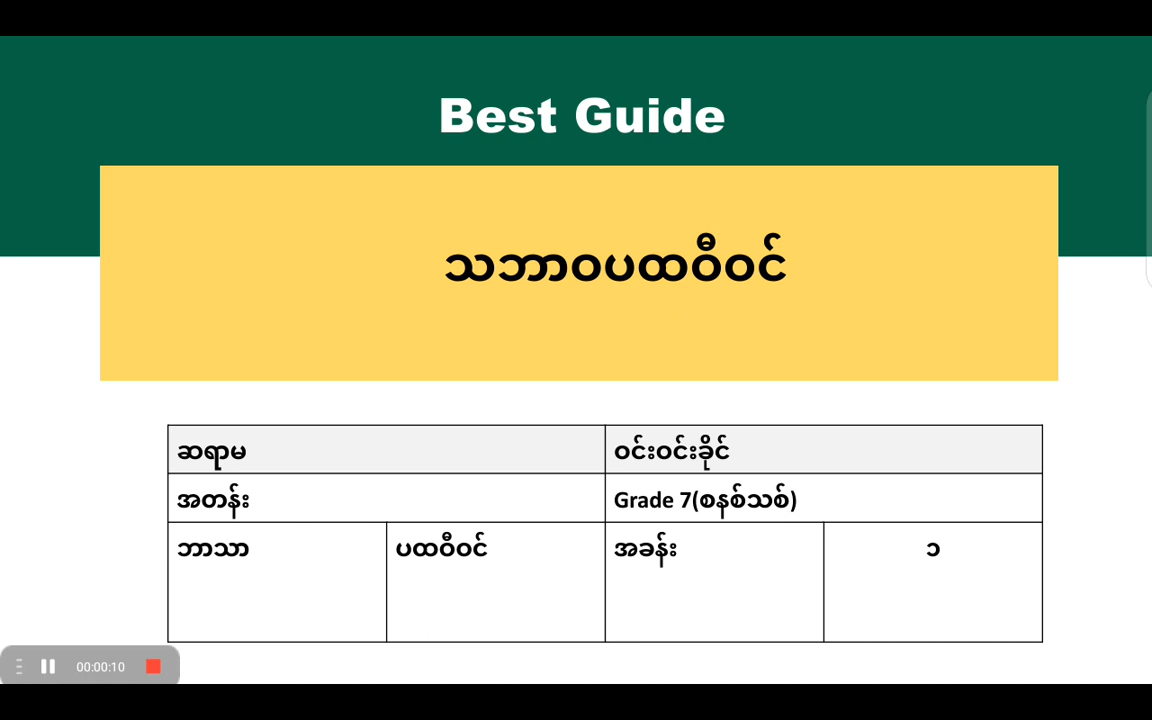 Best Guide
သဘာဝပထဝီဝင်
ဆရာမ ဝင်းဝင်းခိုင်
အတန်း Grade 7(စနစ်သစ်)
ဘာသာ ပထဝီဝင် အခန်း ၁
00:00:10